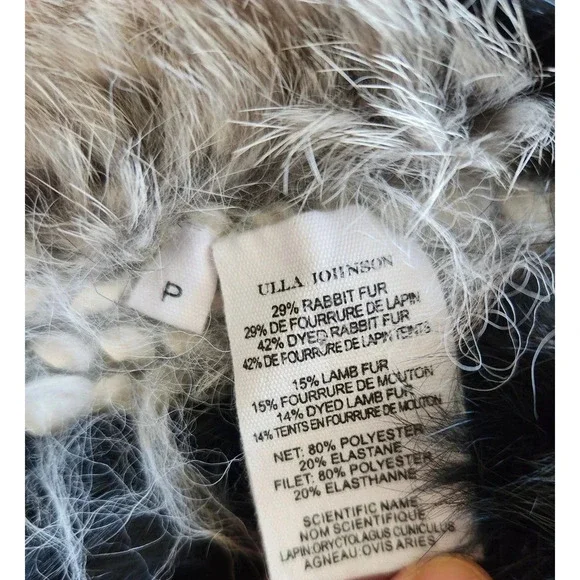 P
ULLA JOHNSON
29% RABBIT FUR
29% DE FOURRURE DE LAPIN
42% DYED RABBIT FUR
42% DE FOURRURE DE LAPIN TEINTS
15% LAMB FUR
15% FOURRURE DE MOUTON
14% DYED LAMB FUR
14% TEINTS EN FOURRURE DE MOUTON
NET: 80% POLYESTER
20% ELASTANE
FILET: 80% POLYESTER
20% ELASTHANNE
SCIENTIFIC NAME
NOM SCIENTIFIQUE
LAPIN:ORYCTOLAGUS CUNICULUS
AGNEAU:OVIS ARIES